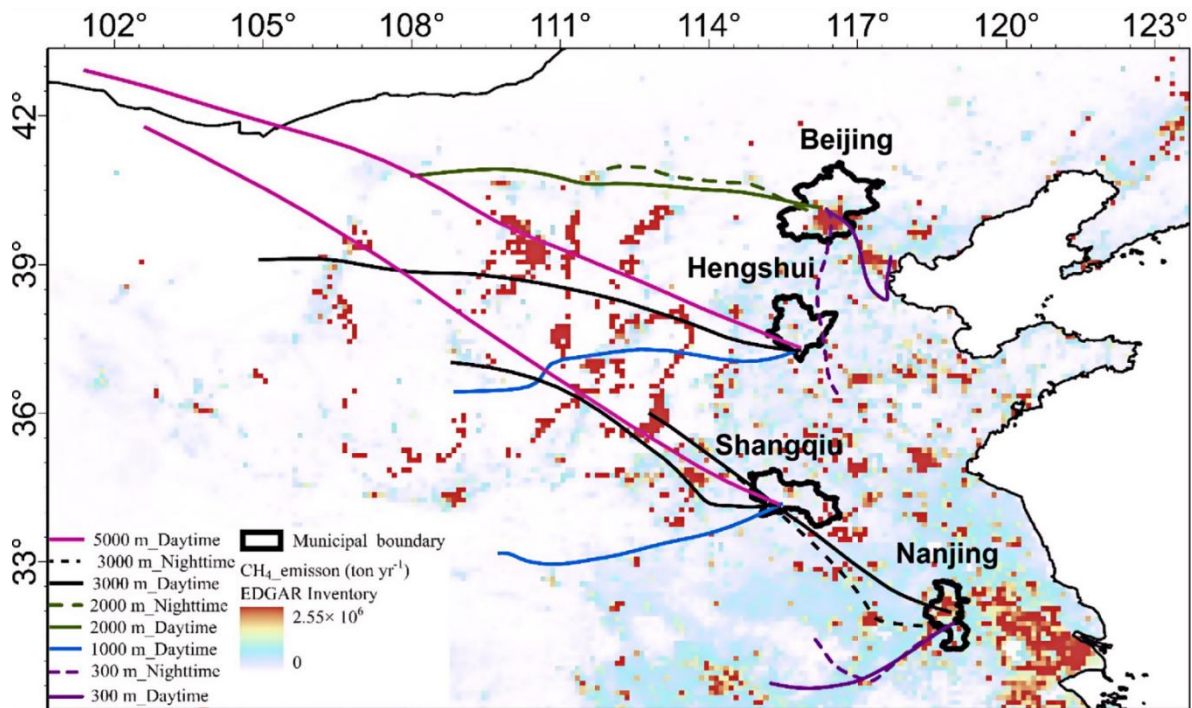 102° 105° 108° 111° 114° 117° 120° 123°
42°
Beijing
39°
Hengshui
36°
Shangqiu
33°
Nanjing
5000 m_Daytime
3000 m_Nighttime
3000 m_Daytime
2000 m_Nighttime
2000 m_Daytime
1000 m_Daytime
300 m_Nighttime
300 m_Daytime
Municipal boundary
CH₄_emisson (ton yr⁻¹)
EDGAR Inventory
2.55× 10⁶
0